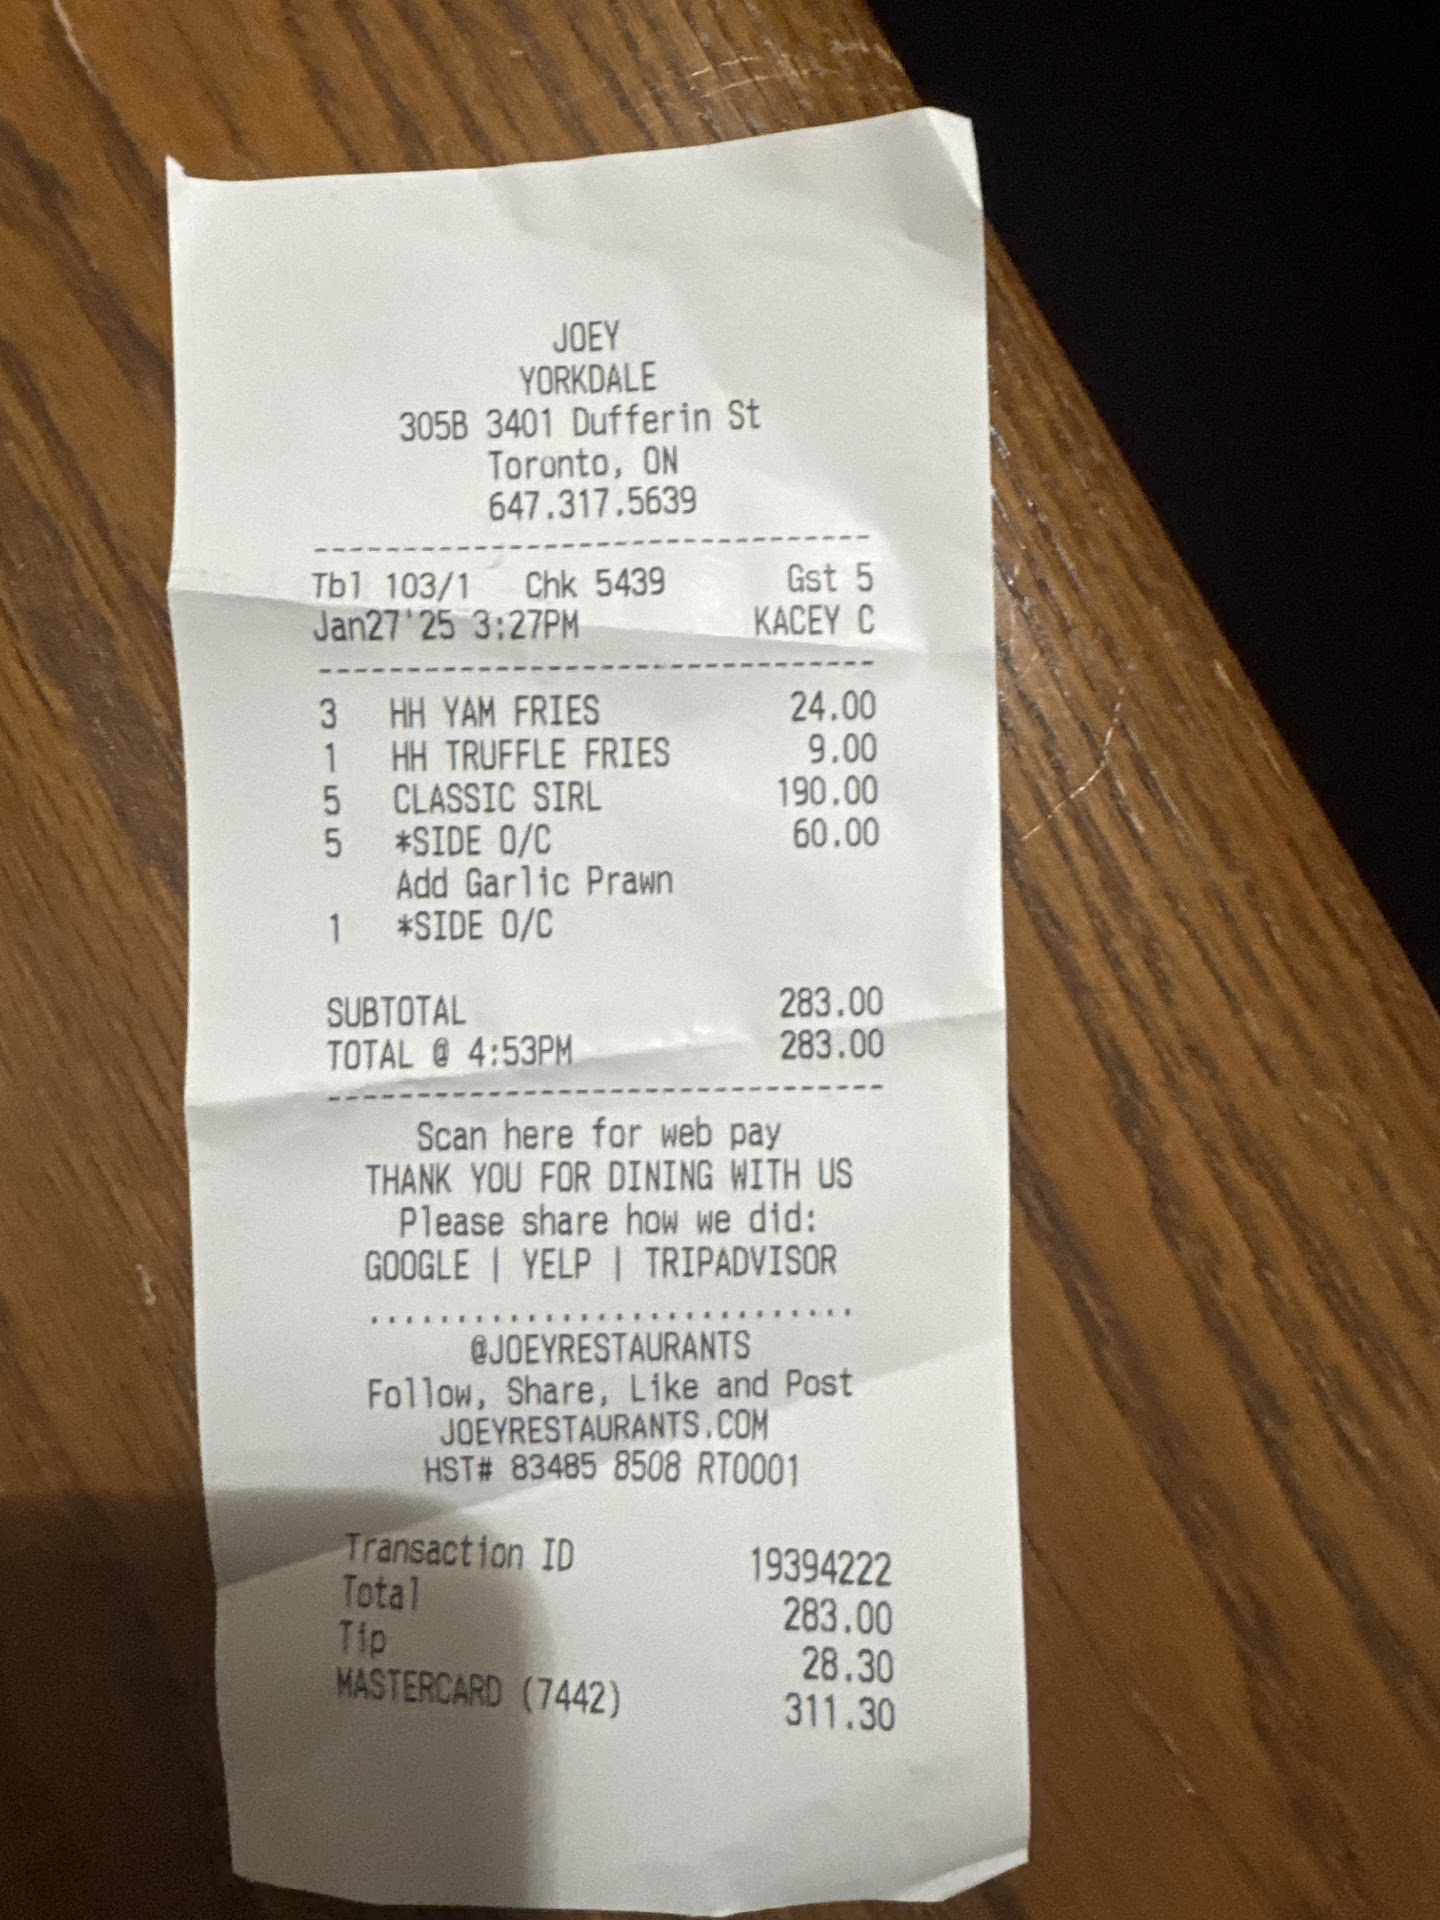 JOEY
YORKDALE
305B 3401 Dufferin St
Toronto, ON
647.317.5639
--------------------------------
Tbl 103/1 Chk 5439 Gst 5
Jan27'25 3:27PM KACEY C
--------------------------------
3 HH YAM FRIES 24.00
1 HH TRUFFLE FRIES 9.00
5 CLASSIC SIRL 190.00
5 *SIDE O/C 60.00
Add Garlic Prawn
1 *SIDE O/C
SUBTOTAL 283.00
TOTAL @ 4:53PM 283.00
--------------------------------
Scan here for web pay
THANK YOU FOR DINING WITH US
Please share how we did:
GOOGLE | YELP | TRIPADVISOR
............................
@JOEYRESTAURANTS
Follow, Share, Like and Post
JOEYRESTAURANTS.COM
HST# 83485 8508 RT0001
Transaction ID 19394222
Total 283.00
Tip 28.30
MASTERCARD (7442) 311.30